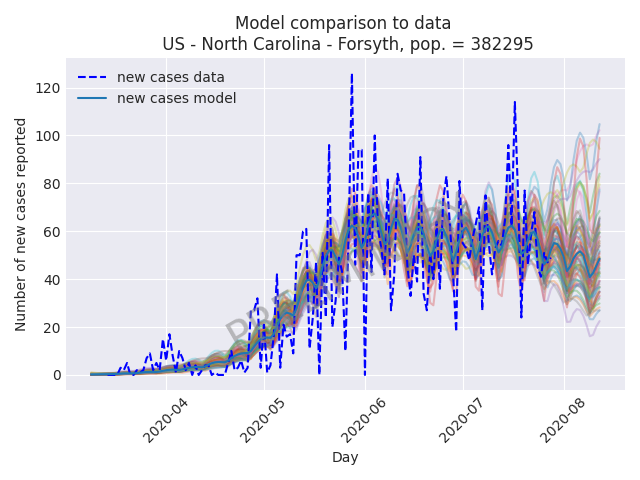 Model comparison to data
US - North Carolina - Forsyth, pop. = 382295
new cases data
new cases model
Number of new cases reported
120
100
80
60
40
20
0
2020-04
2020-05
2020-06
2020-07
2020-08
Day